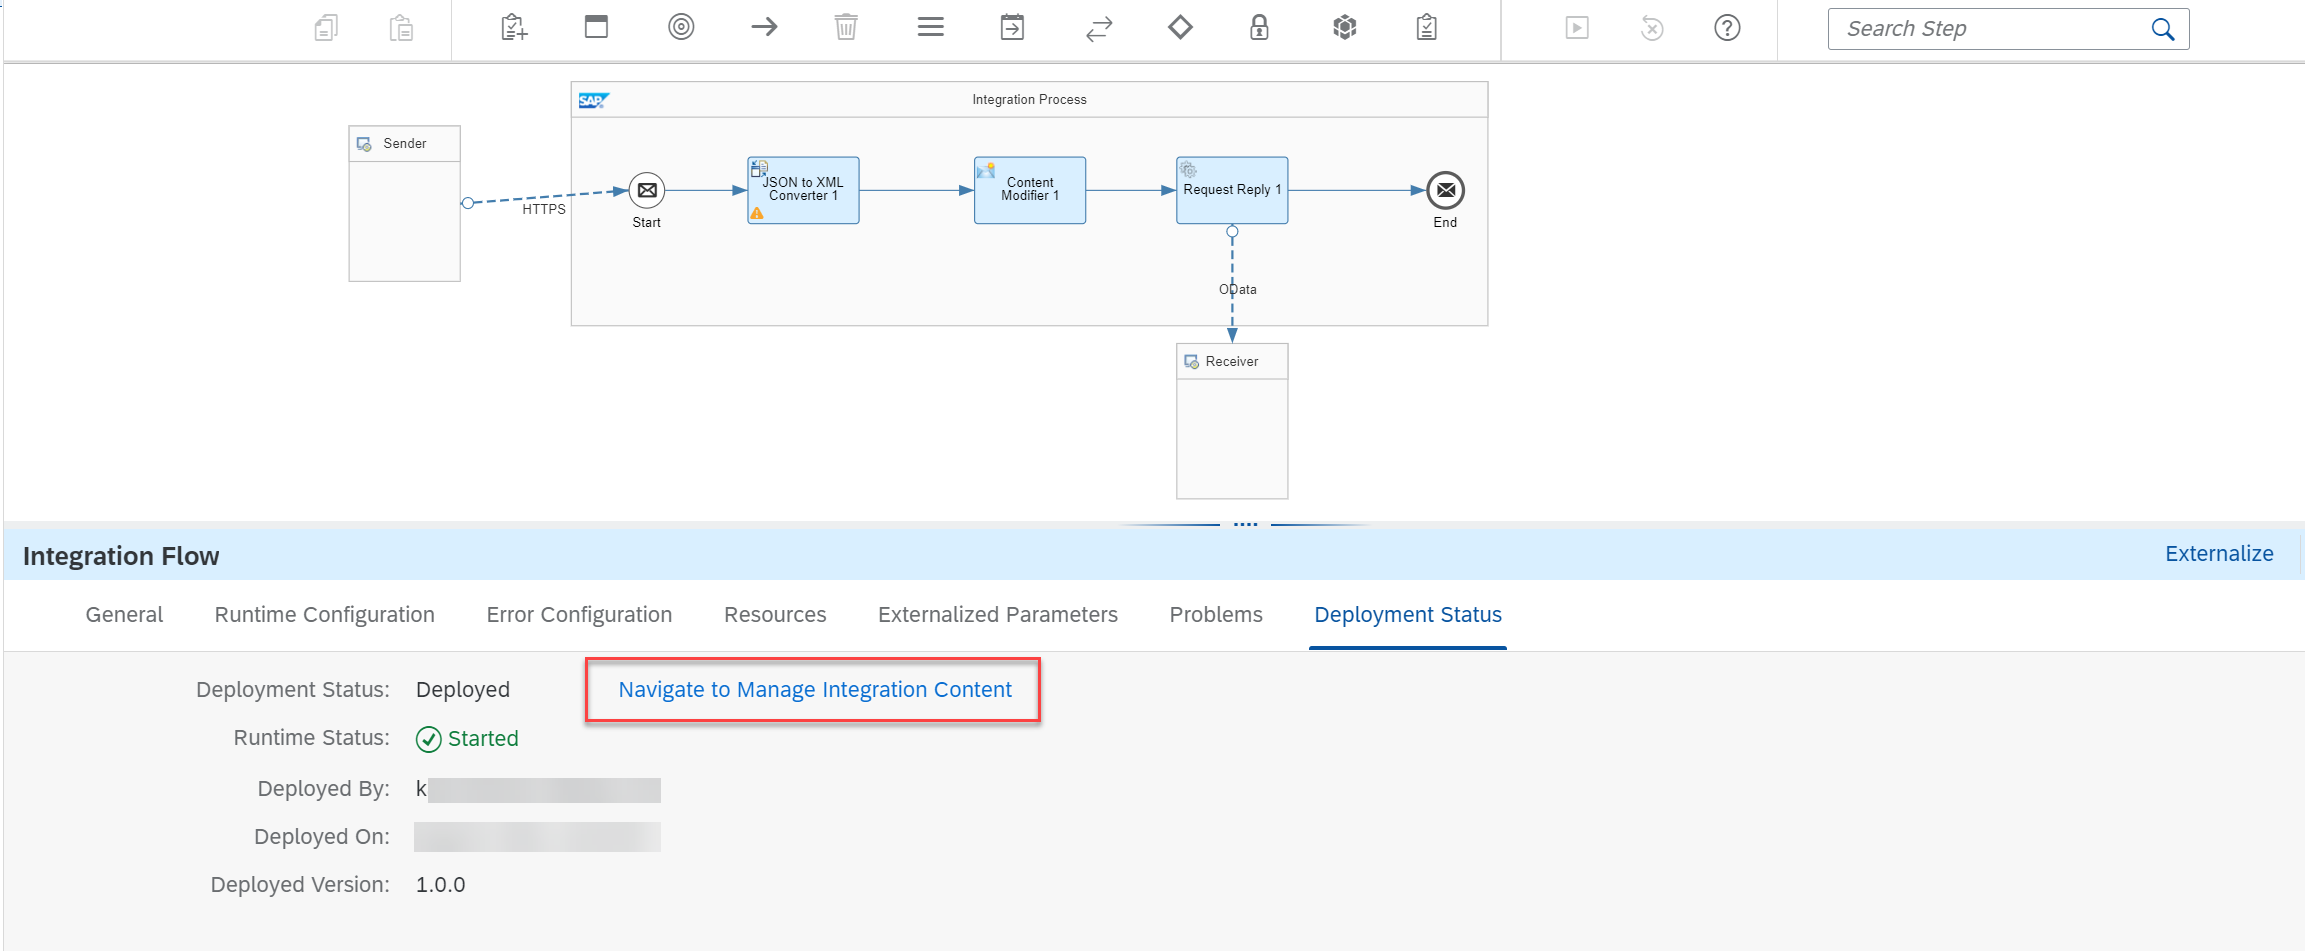 Search Step
SAP
Integration Process
Sender
HTTPS
Start
JSON to XML
Converter 1
Content
Modifier 1
Request Reply 1
End
OData
Receiver
Integration Flow
Externalize
General
Runtime Configuration
Error Configuration
Resources
Externalized Parameters
Problems
Deployment Status
Deployment Status: Deployed
Navigate to Manage Integration Content
Runtime Status: Started
Deployed By: k
Deployed On:
Deployed Version: 1.0.0